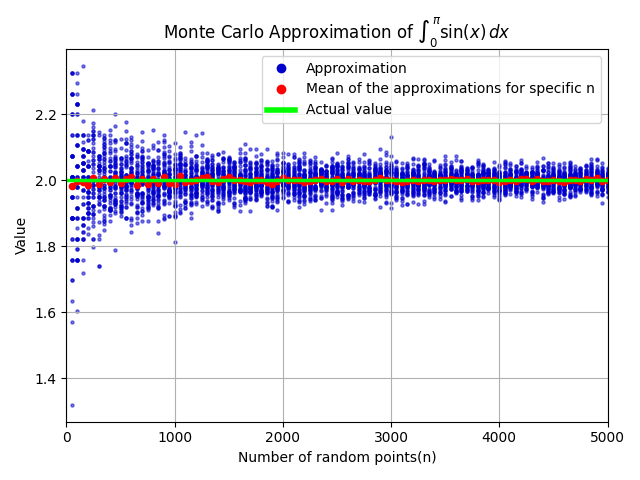 Monte Carlo Approximation of ∫₀^π sin(x) dx
Approximation
Mean of the approximations for specific n
Actual value
2.2
2.0
1.8
1.6
1.4
Value
0 1000 2000 3000 4000 5000
Number of random points(n)